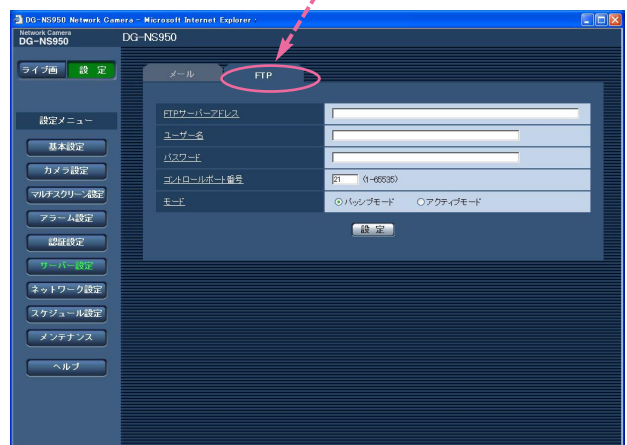 DG-NS950 Network Camera - Microsoft Internet Explorer
Network Camera
DG-NS950
DG-NS950
ライブ画 設 定
メール FTP
設定メニュー
基本設定
カメラ設定
マルチスクリーン設定
アラーム設定
認証設定
サーバー設定
ネットワーク設定
スケジュール設定
メンテナンス
ヘルプ
FTPサーバーアドレス
ユーザー名
パスワード
コントロールポート番号 21 (1-65535)
モード パッシブモード アクティブモード
設 定